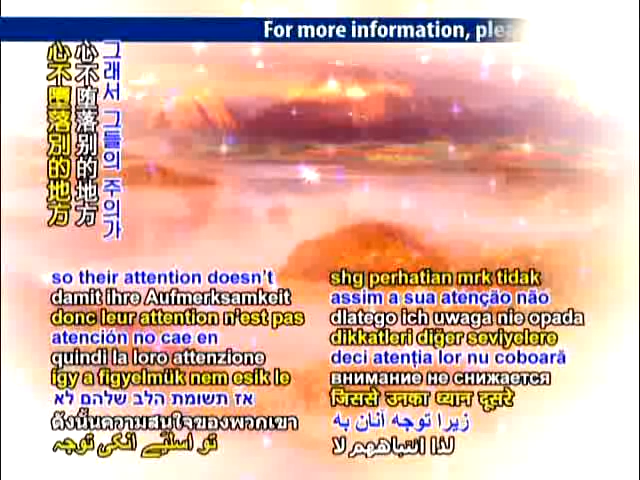 For more information, plea
그래서 그들의 주의가
心不堕落别的地方
心不墮落別的地方
so their attention doesn't
damit ihre Aufmerksamkeit
donc leur attention n'est pas
atención no cae en
quindi la loro attenzione
így a figyelmük nem esik le
אז תשומת הלב שלהם לא
ดังนั้นความสนใจของพวกเขา
تو اسلیے انکی توجہ
shg perhatian mrk tidak
assim a sua atenção não
dlatego ich uwaga nie opada
dikkatleri diğer seviyelere
deci atenția lor nu coboară
внимание не снижается
जिससे उनका ध्यान दूसरे
زیرا توجه آنان به
لذا انتباههم لا